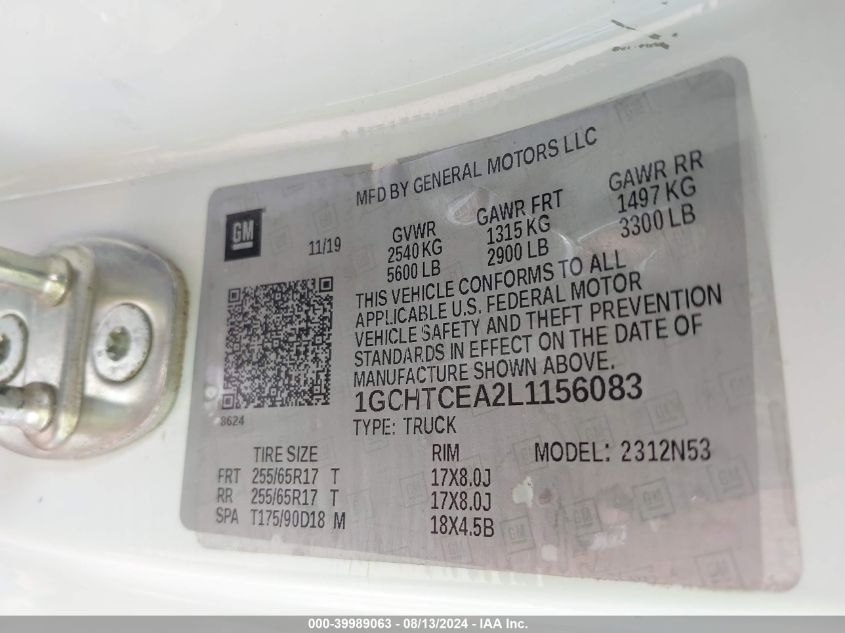 MFD BY GENERAL MOTORS LLC
GM
11/19
GVWR
2540 KG
5600 LB
GAWR FRT
1315 KG
2900 LB
GAWR RR
1497 KG
3300 LB
THIS VEHICLE CONFORMS TO ALL
APPLICABLE U.S. FEDERAL MOTOR
VEHICLE SAFETY AND THEFT PREVENTION
STANDARDS IN EFFECT ON THE DATE OF
MANUFACTURE SHOWN ABOVE.
1GCHTCEA2L1156083
8624
TYPE: TRUCK
TIRE SIZE RIM MODEL: 2312N53
FRT 255/65R17 T 17X8.0J
RR 255/65R17 T 17X8.0J
SPA T175/90D18 M 18X4.5B
000-39989063 - 08/13/2024 - IAA Inc.